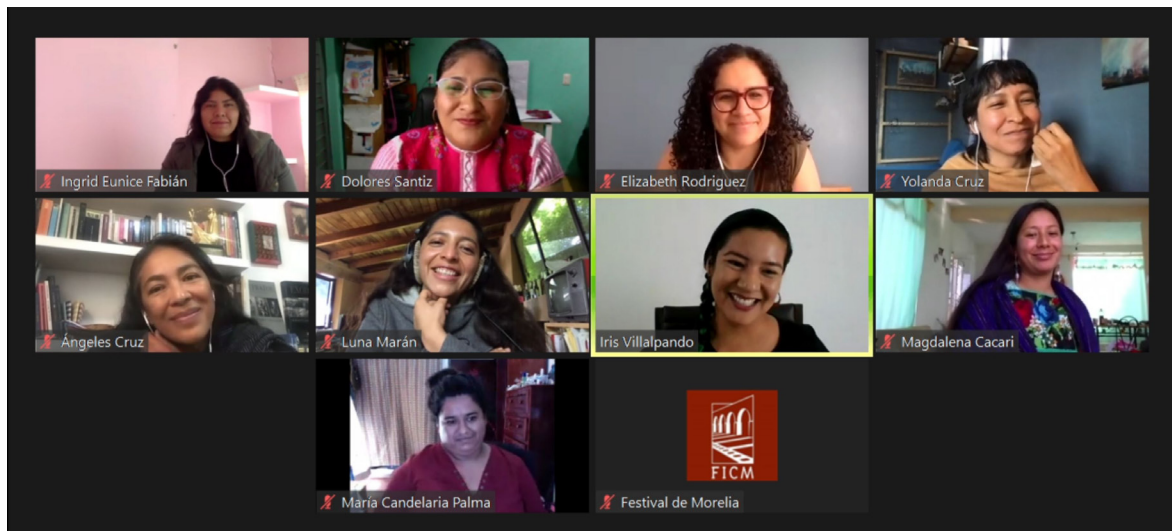 Ingrid Eunice Fabián
Dolores Santiz
Elizabeth Rodriguez
Yolanda Cruz
Ángeles Cruz
Luna Marán
Iris Villalpando
Magdalena Cacari
María Candelaria Palma
FICM
Festival de Morelia